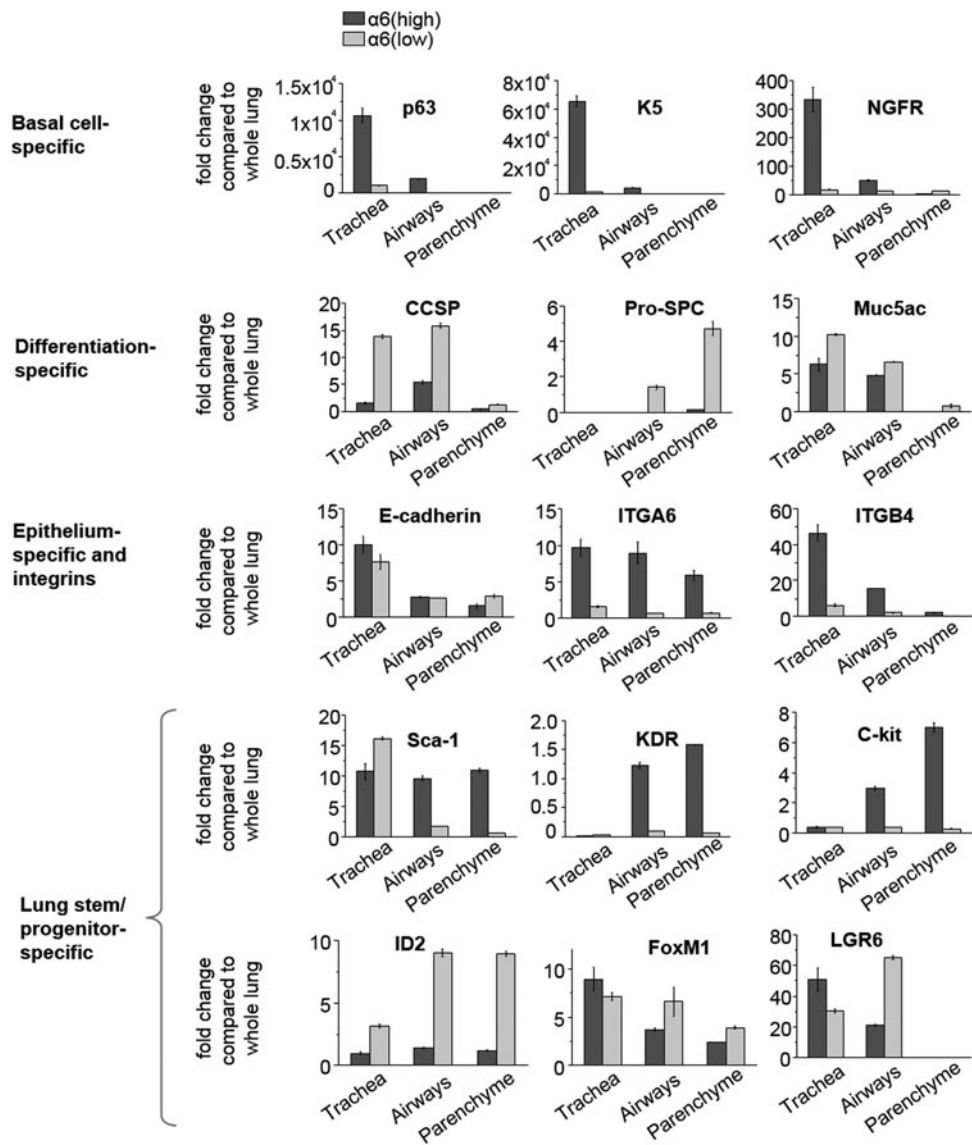 α6(high)
α6(low)
Basal cell-
specific
fold change
compared to
whole lung
p63
1.5x10⁴
1x10⁴
1.5x10⁴
0
Trachea
Airways
Parenchyme
K5
8x10⁴
6x10⁴
4x10⁴
2x10⁴
0
Trachea
Airways
Parenchyme
NGFR
400
300
200
100
0
Trachea
Airways
Parenchyme
Differentiation-
specific
fold change
compared to
whole lung
CCSP
20
15
10
5
0
Trachea
Airways
Parenchyme
Pro-SPC
6
4
2
0
Trachea
Airways
Parenchyme
Muc5ac
15
10
5
0
Trachea
Airways
Parenchyme
Epithelium-
specific and
integrins
fold change
compared to
whole lung
E-cadherin
15
10
5
0
Trachea
Airways
Parenchyme
ITGA6
15
10
5
0
Trachea
Airways
Parenchyme
ITGB4
60
40
20
0
Trachea
Airways
Parenchyme
Lung stem/
progenitor-
specific
fold change
compared to
whole lung
Sca-1
20
15
10
5
0
Trachea
Airways
Parenchyme
KDR
2.0
1.5
1.0
0.5
0.0
Trachea
Airways
Parenchyme
C-kit
8
6
4
2
0
Trachea
Airways
Parenchyme
fold change
compared to
whole lung
ID2
10
5
0
Trachea
Airways
Parenchyme
FoxM1
10
5
0
Trachea
Airways
Parenchyme
LGR6
80
60
40
20
0
Trachea
Airways
Parenchyme